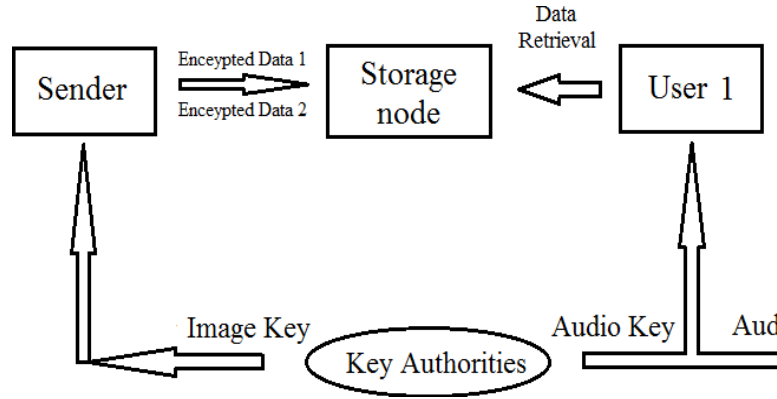 Data
Retrieval
Enceypted Data 1
Sender
Storage
node
User 1
Enceypted Data 2
Image Key
Audio Key
Aud
Key Authorities